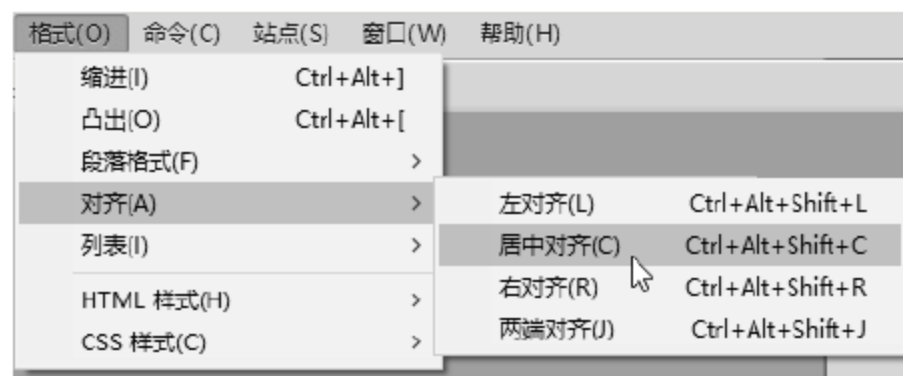 格式(O) 命令(C) 站点(S) 窗口(W) 帮助(H)
缩进(I) Ctrl+Alt+]
凸出(O) Ctrl+Alt+[
段落格式(F) >
对齐(A) >
左对齐(L) Ctrl+Alt+Shift+L
列表(I) >
居中对齐(C) Ctrl+Alt+Shift+C
HTML 样式(H) >
右对齐(R) Ctrl+Alt+Shift+R
CSS 样式(C) >
两端对齐(J) Ctrl+Alt+Shift+J